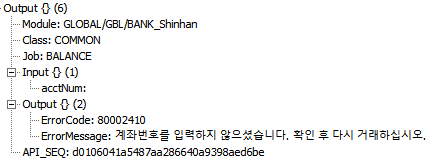 Output {} (6)
Module: GLOBAL/GBL/BANK_Shinhan
Class: COMMON
Job: BALANCE
Input {} (1)
acctNum:
Output {} (2)
ErrorCode: 80002410
ErrorMessage: 계좌번호를 입력하지 않으셨습니다. 확인 후 다시 거래하십시오.
API_SEQ: d0106041a5487aa286640a9398aed6be